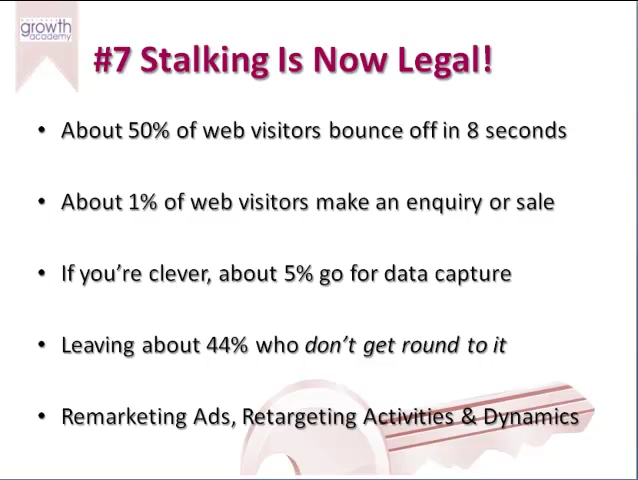 growth
academy
#7 Stalking Is Now Legal!
• About 50% of web visitors bounce off in 8 seconds
• About 1% of web visitors make an enquiry or sale
• If you're clever, about 5% go for data capture
• Leaving about 44% who don't get round to it
• Remarketing Ads, Retargeting Activities & Dynamics